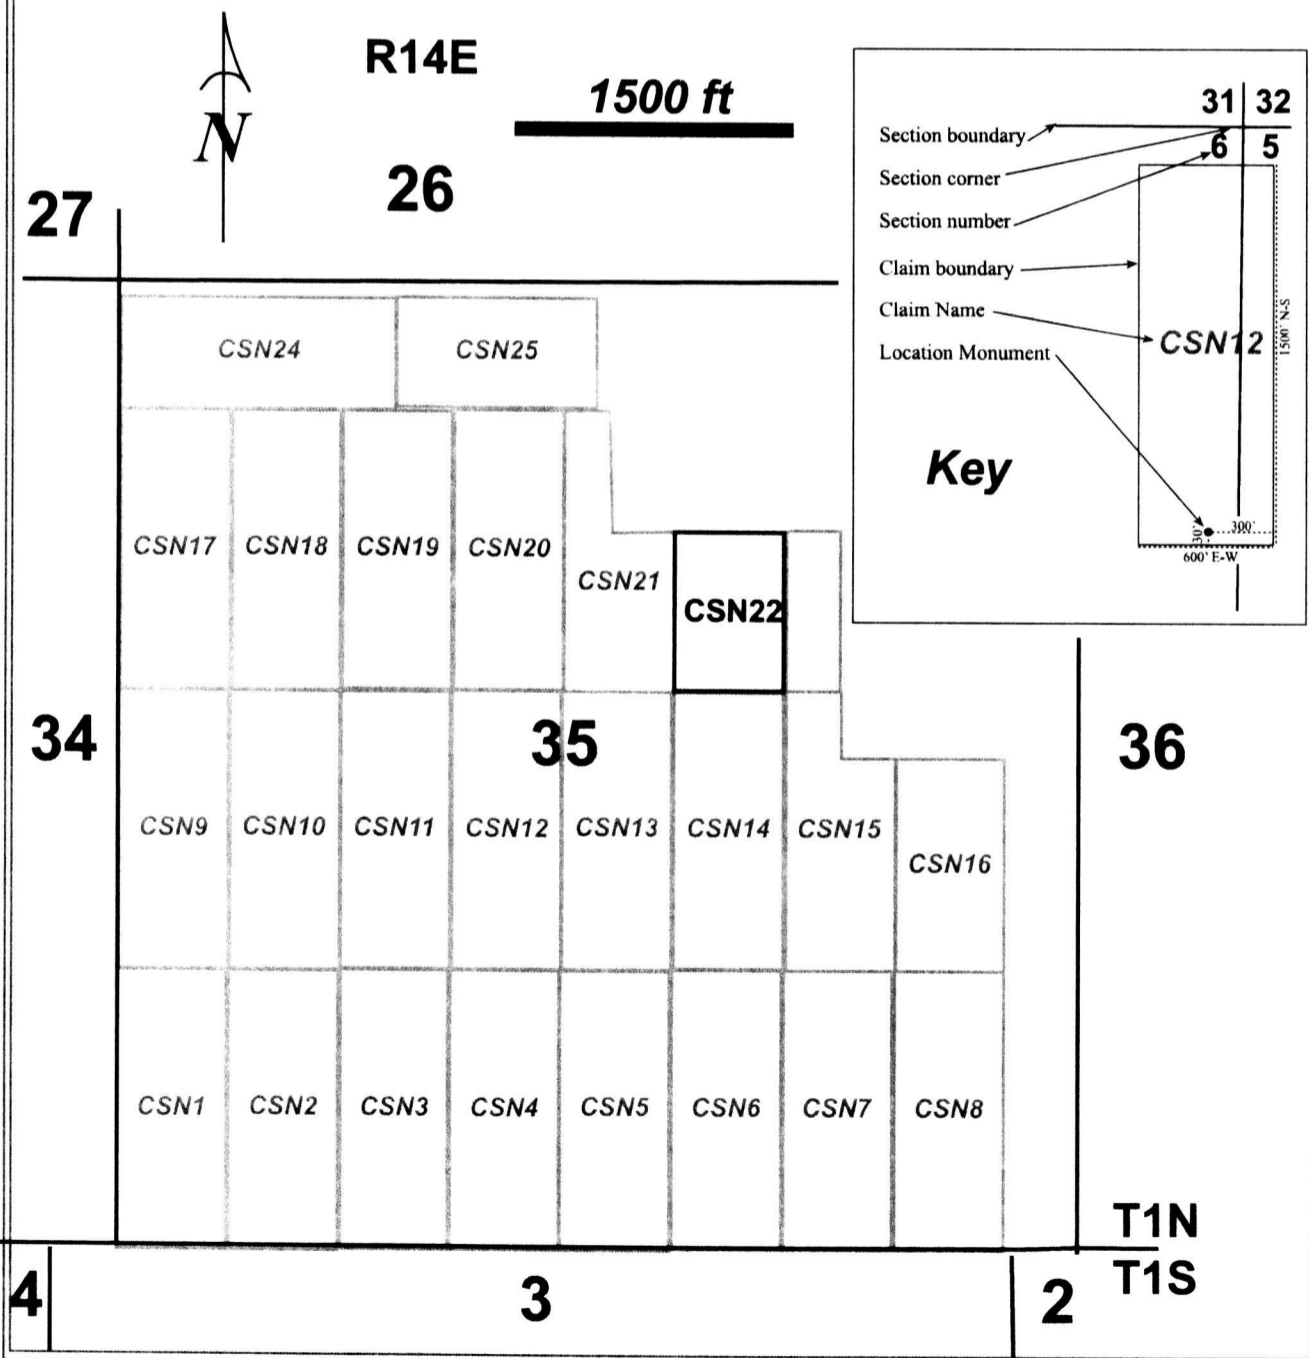 N
R14E
1500 ft
27
26
31 32
6 5
Section boundary
Section corner
Section number
Claim boundary
Claim Name
Location Monument
CSN12
1500' N-S
Key
30'
300'
600' E-W
CSN24 CSN25
CSN17 CSN18 CSN19 CSN20 CSN21 CSN22
34 35 36
CSN9 CSN10 CSN11 CSN12 CSN13 CSN14 CSN15 CSN16
CSN1 CSN2 CSN3 CSN4 CSN5 CSN6 CSN7 CSN8
T1N
T1S
4 3 2